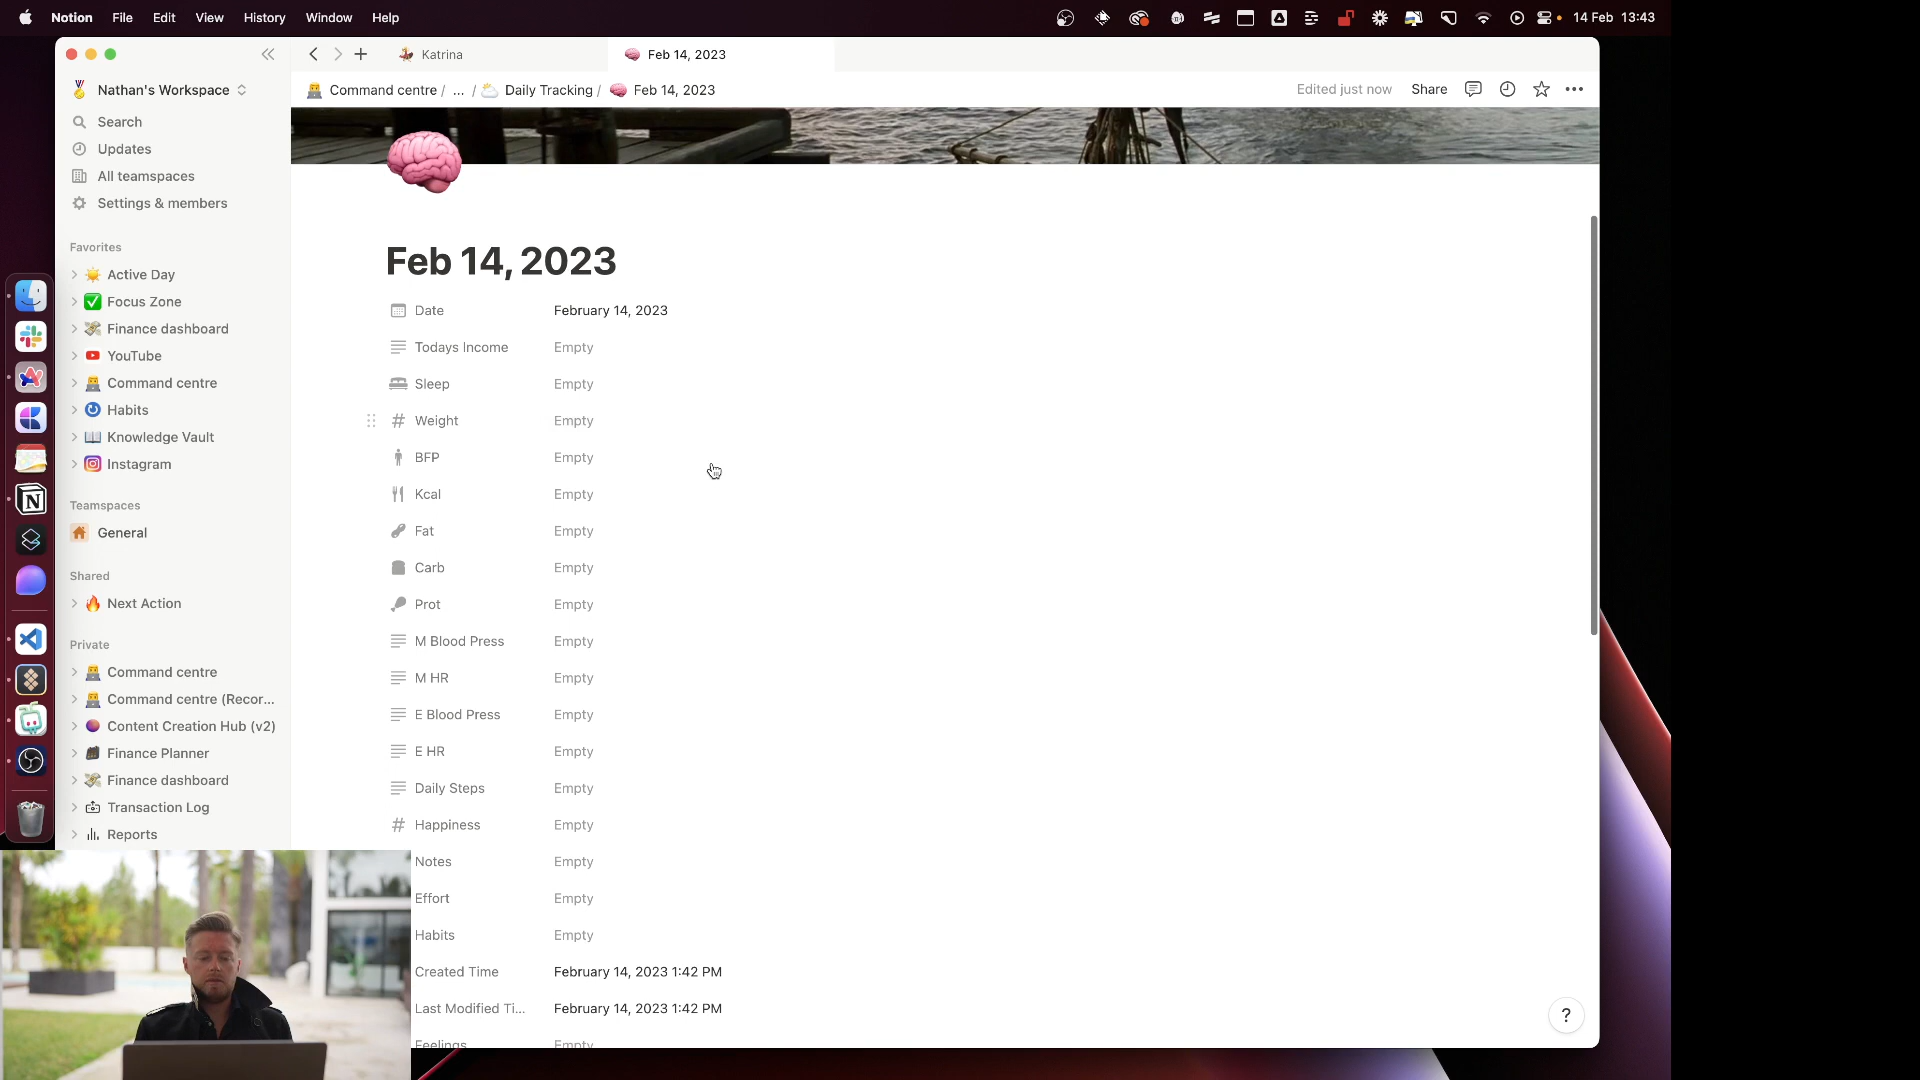 Notion File Edit View History Window Help
14 Feb 13:43
Katrina
Feb 14, 2023
Nathan's Workspace
Command centre / ... / Daily Tracking / Feb 14, 2023
Edited just now Share
Search
Updates
All teamspaces
Settings & members
Favorites
Active Day
Focus Zone
Finance dashboard
YouTube
Command centre
Habits
Knowledge Vault
Instagram
Teamspaces
General
Shared
Next Action
Private
Command centre
Command centre (Recor...
Content Creation Hub (v2)
Finance Planner
Finance dashboard
Transaction Log
Reports
Feb 14, 2023
Date February 14, 2023
Todays Income Empty
Sleep Empty
Weight Empty
BFP Empty
Kcal Empty
Fat Empty
Carb Empty
Prot Empty
M Blood Press Empty
M HR Empty
E Blood Press Empty
E HR Empty
Daily Steps Empty
Happiness Empty
Notes Empty
Effort Empty
Habits Empty
Created Time February 14, 2023 1:42 PM
Last Modified Ti... February 14, 2023 1:42 PM
Feelings Empty
?